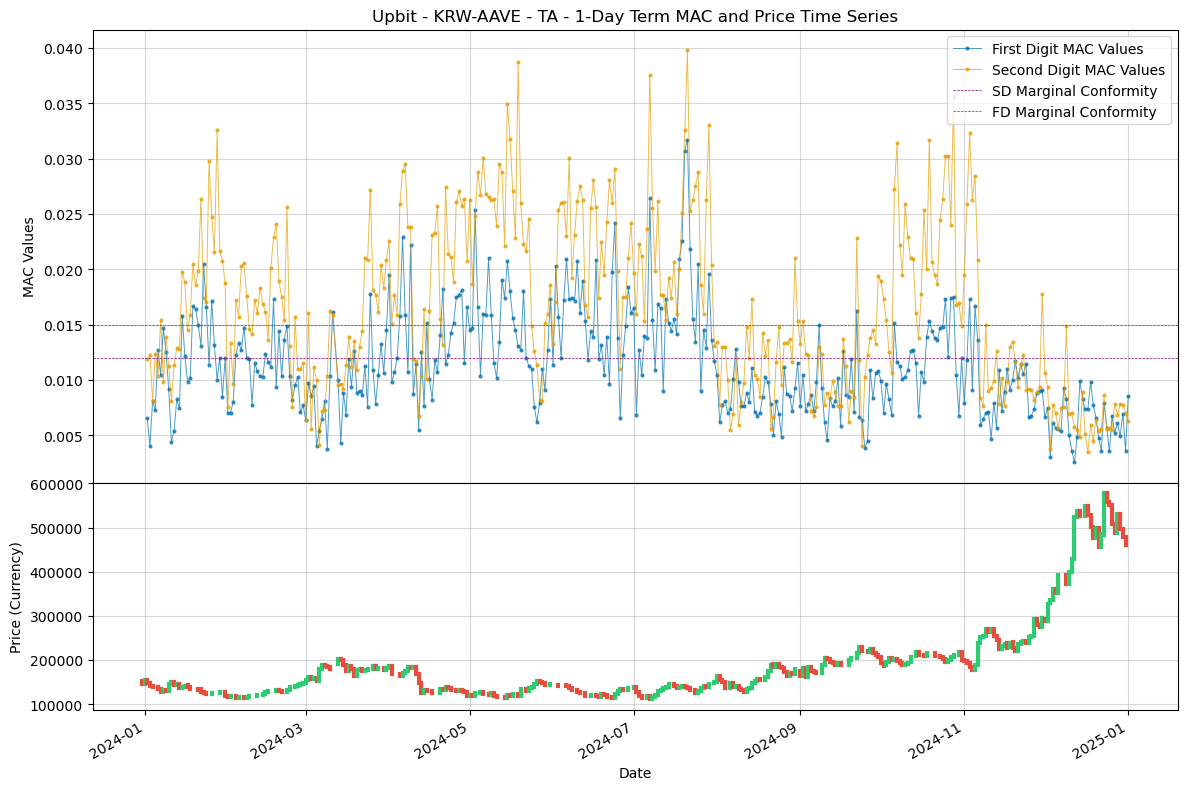 Upbit - KRW-AAVE - TA - 1-Day Term MAC and Price Time Series
First Digit MAC Values
Second Digit MAC Values
SD Marginal Conformity
FD Marginal Conformity
MAC Values
0.040
0.035
0.030
0.025
0.020
0.015
0.010
0.005
Price (Currency)
600000
500000
400000
300000
200000
100000
2024-01
2024-03
2024-05
2024-07
2024-09
2024-11
2025-01
Date